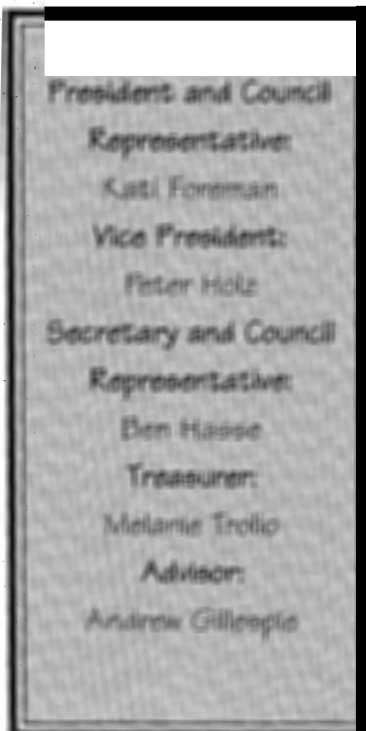 President and Council
Representative:
Kati Foreman
Vice President:
Peter Holz
Secretary and Council
Representative:
Ben Hasse
Treasurer:
Melanie Trollo
Advisor:
Andrew Gillespie